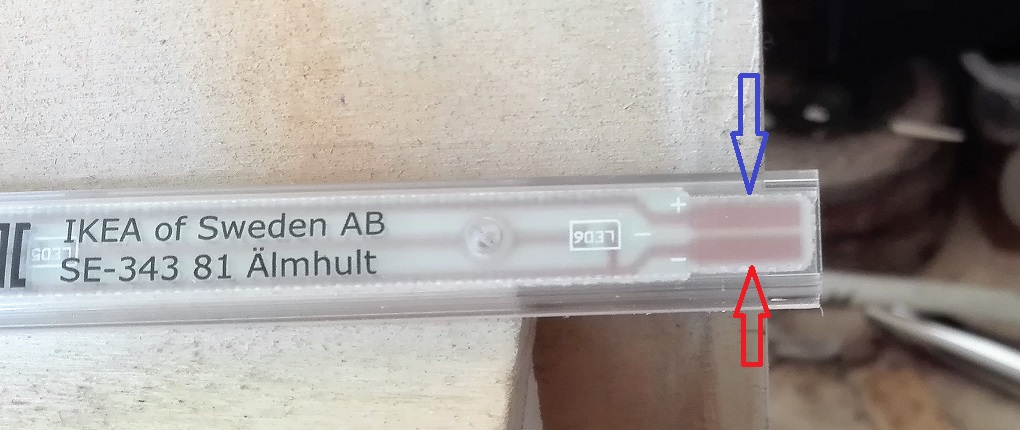 IKEA of Sweden AB
SE-343 81 Älmhult
LED5
LED6
+
−
−